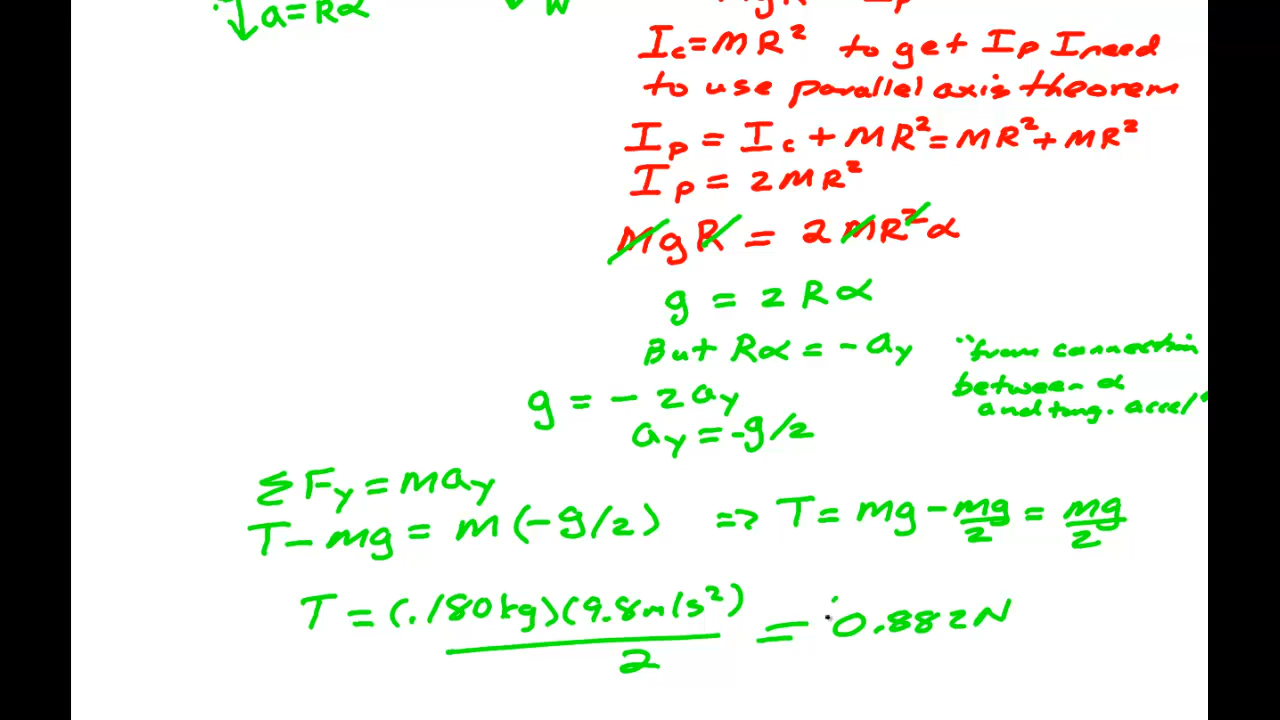 a = Rα
W
MgR = Ip
Ic = MR² to get Ip I need
to use parallel axis theorem
Ip = Ic + MR² = MR² + MR²
Ip = 2MR²
MgR = 2MR²α
g = 2Rα
But Rα = -ay "from connection
between α
and tang. accel"
g = -2ay
ay = -g/2
ΣFy = may
T - mg = m(-g/2) => T = mg - mg/2 = mg/2
T = (.180kg)(9.8m/s²)/2 = 0.882N